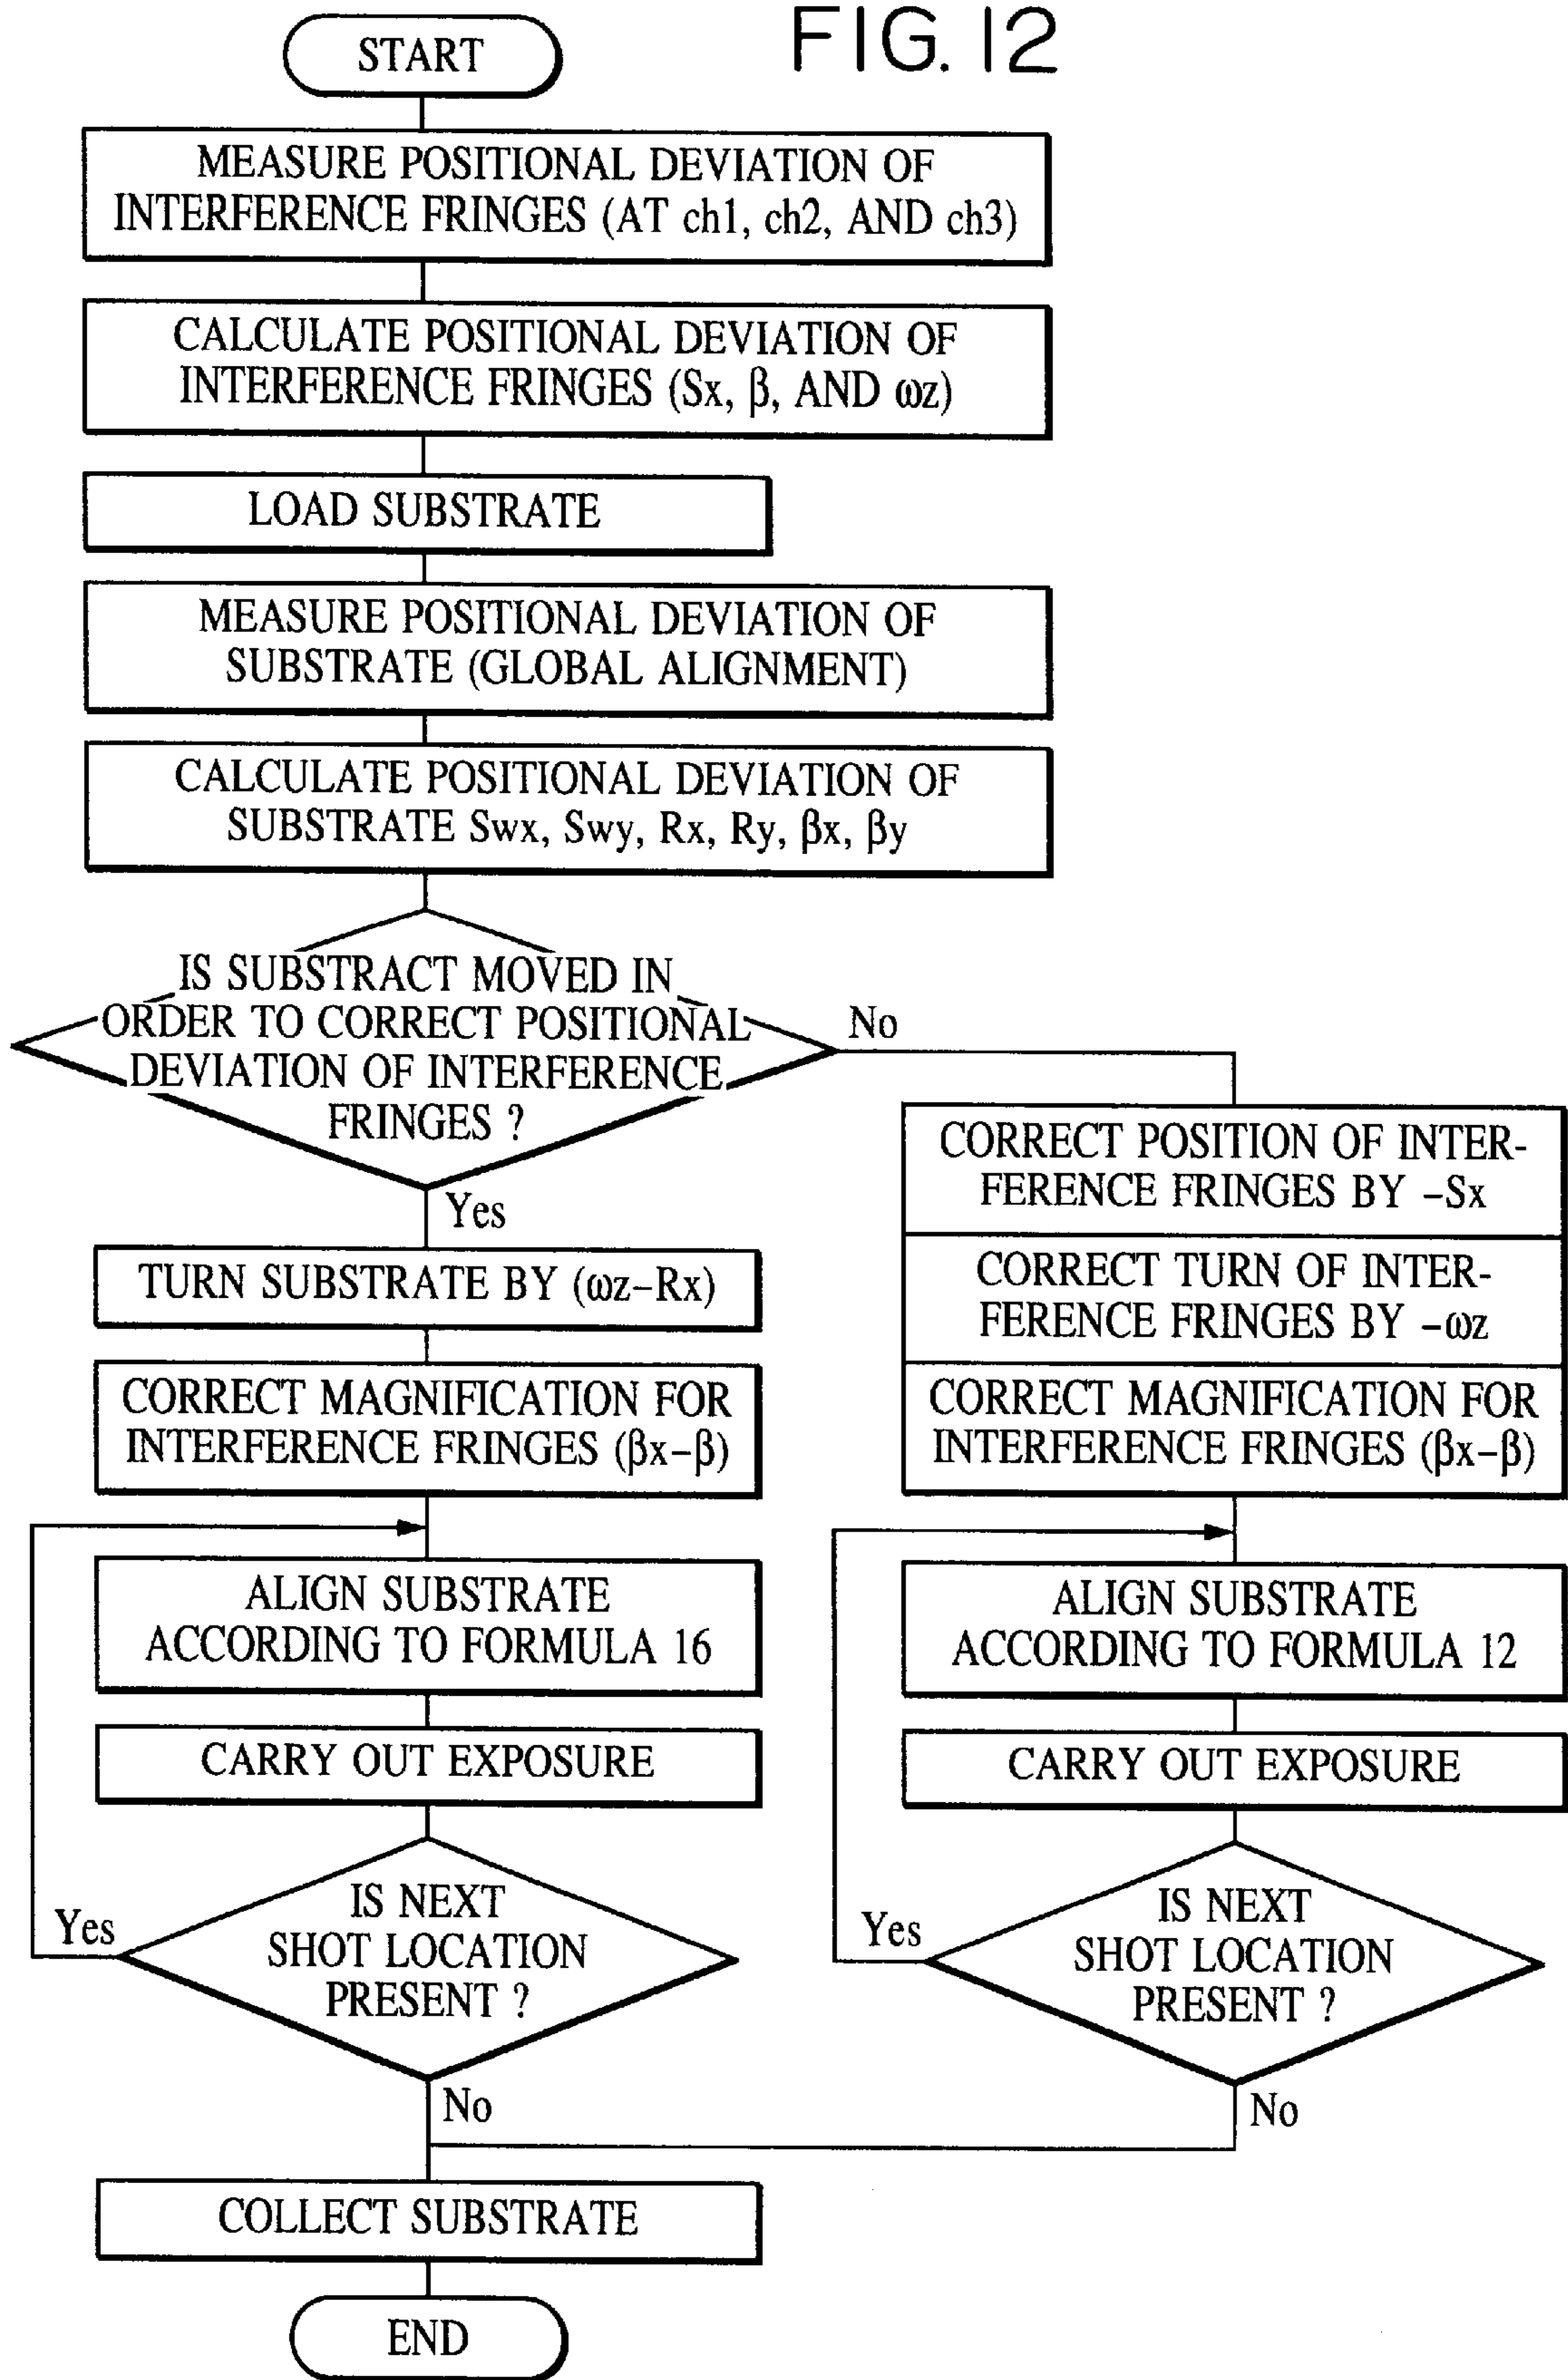 FIG. 12
START
MEASURE POSITIONAL DEVIATION OF
INTERFERENCE FRINGES (AT ch1, ch2, AND ch3)
CALCULATE POSITIONAL DEVIATION OF
INTERFERENCE FRINGES (Sx, β, AND ωz)
LOAD SUBSTRATE
MEASURE POSITIONAL DEVIATION OF
SUBSTRATE (GLOBAL ALIGNMENT)
CALCULATE POSITIONAL DEVIATION OF
SUBSTRATE Swx, Swy, Rx, Ry, βx, βy
IS SUBSTRACT MOVED IN
ORDER TO CORRECT POSITIONAL
DEVIATION OF INTERFERENCE
FRINGES ?
No
Yes
TURN SUBSTRATE BY (ωz-Rx)
CORRECT MAGNIFICATION FOR
INTERFERENCE FRINGES (βx-β)
ALIGN SUBSTRATE
ACCORDING TO FORMULA 16
CARRY OUT EXPOSURE
IS NEXT
SHOT LOCATION
PRESENT ?
Yes
No
CORRECT POSITION OF INTER-
FERENCE FRINGES BY -Sx
CORRECT TURN OF INTER-
FERENCE FRINGES BY -ωz
CORRECT MAGNIFICATION FOR
INTERFERENCE FRINGES (βx-β)
ALIGN SUBSTRATE
ACCORDING TO FORMULA 12
CARRY OUT EXPOSURE
IS NEXT
SHOT LOCATION
PRESENT ?
Yes
No
COLLECT SUBSTRATE
END